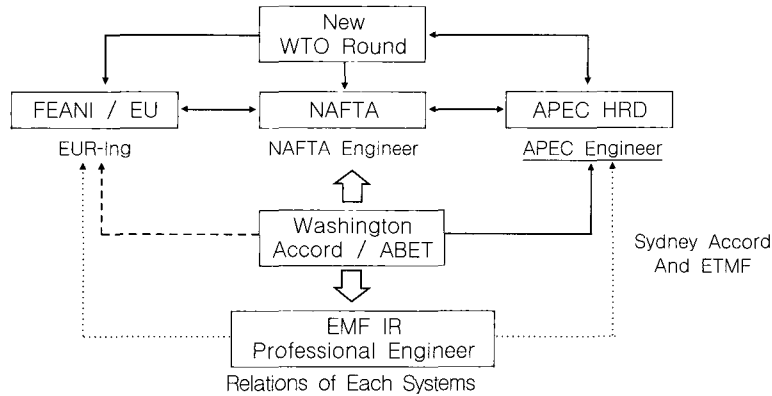 New
WTO Round
FEANI / EU
NAFTA
APEC HRD
EUR-Ing
NAFTA Engineer
APEC Engineer
Washington
Accord / ABET
Sydney Accord
And ETMF
EMF IR
Professional Engineer
Relations of Each Systems